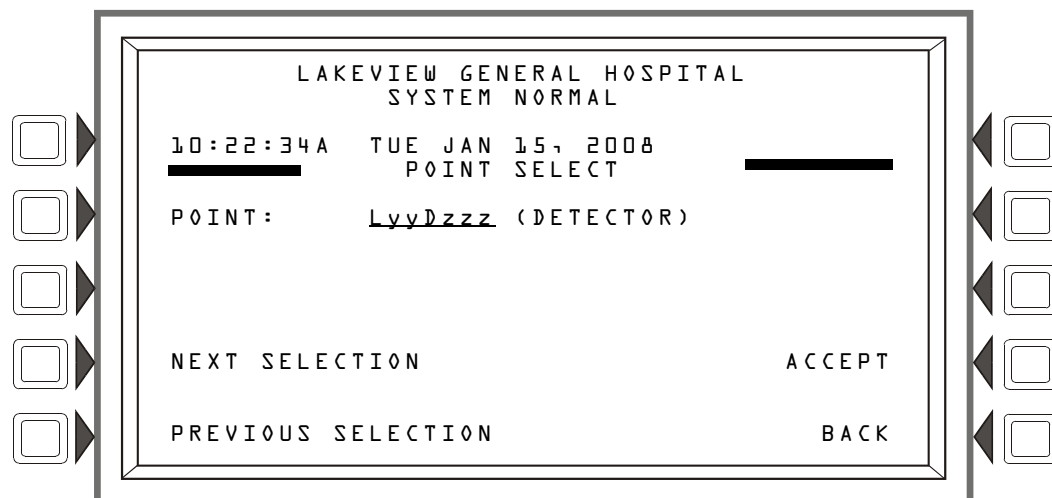 LAKEVIEW GENERAL HOSPITAL
SYSTEM NORMAL
10:22:34A TUE JAN 15, 2008
POINT SELECT
POINT: LyyDzzz (DETECTOR)
NEXT SELECTION ACCEPT
PREVIOUS SELECTION BACK